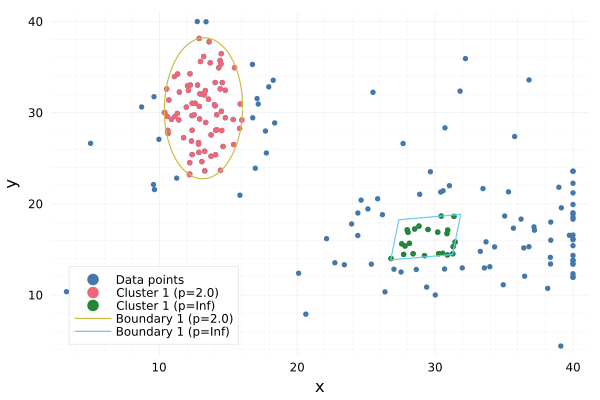 40
30
20
10
y
Data points
Cluster 1 (p=2.0)
Cluster 1 (p=Inf)
Boundary 1 (p=2.0)
Boundary 1 (p=Inf)
10 20 30 40
x